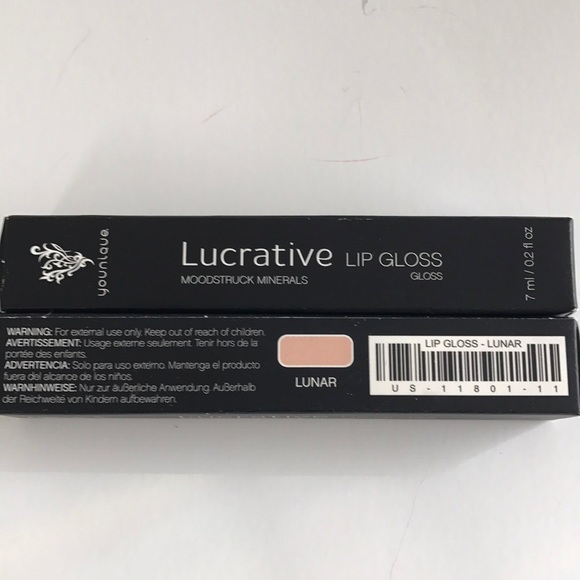 younique
Lucrative LIP GLOSS
MOODSTRUCK MINERALS
GLOSS
7 ml / 0.2 fl oz
WARNING: For external use only. Keep out of reach of children.
AVERTISSEMENT: Usage externe seulement. Tenir hors de la
portée des enfants.
ADVERTENCIA: Solo para uso externo. Mantenga el producto
fuera del alcance de los niños.
WARNHINWEISE: Nur zur äußerliche Anwendung. Außerhalb
der Reichweite von Kindern aufbewahren.
LUNAR
LIP GLOSS - LUNAR
US-11801-11